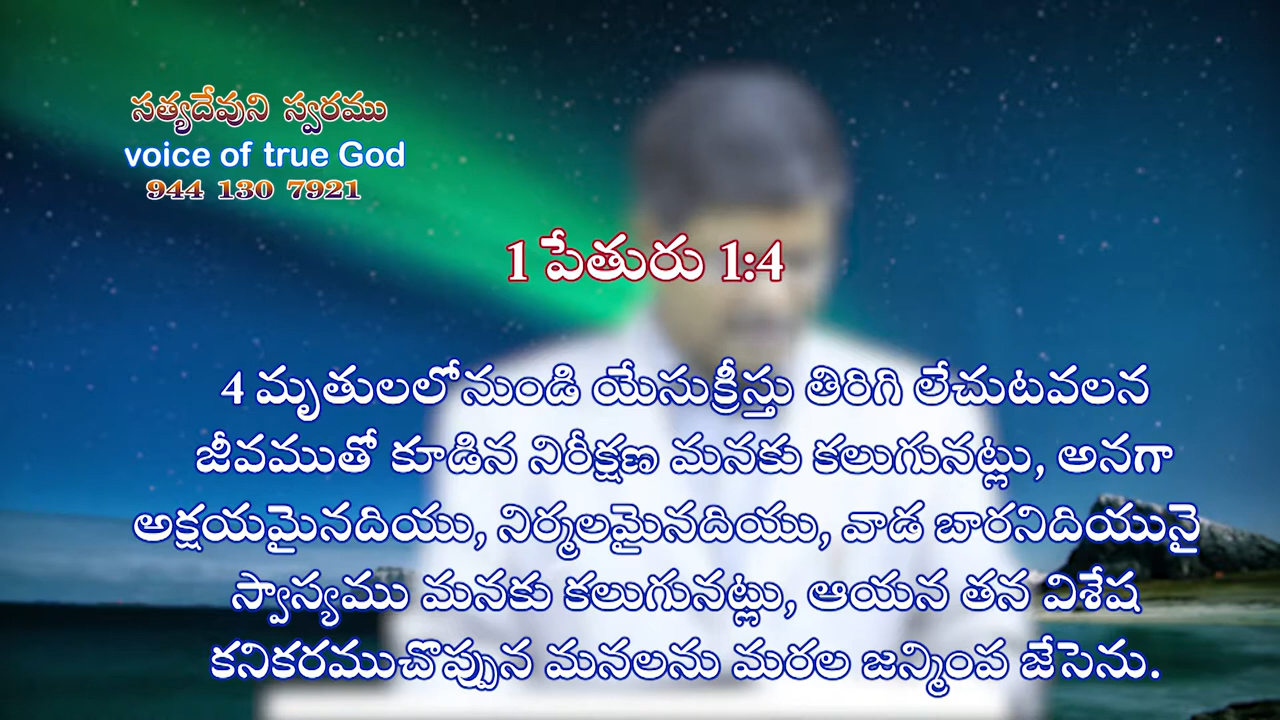 సత్యదేవుని స్వరము
voice of true God
944 130 7921
1 పేతురు 1:4
4 మృతులలోనుండి యేసుక్రీస్తు తిరిగి లేచుటవలన
జీవముతో కూడిన నిరీక్షణ మనకు కలుగునట్లు, అనగా
అక్షయమైనదియు, నిర్మలమైనదియు, వాడ బారనిదియునై
స్వాస్యము మనకు కలుగునట్లు, ఆయన తన విశేష
కనికరముచొప్పున మనలను మరల జన్మింప జేసెను.